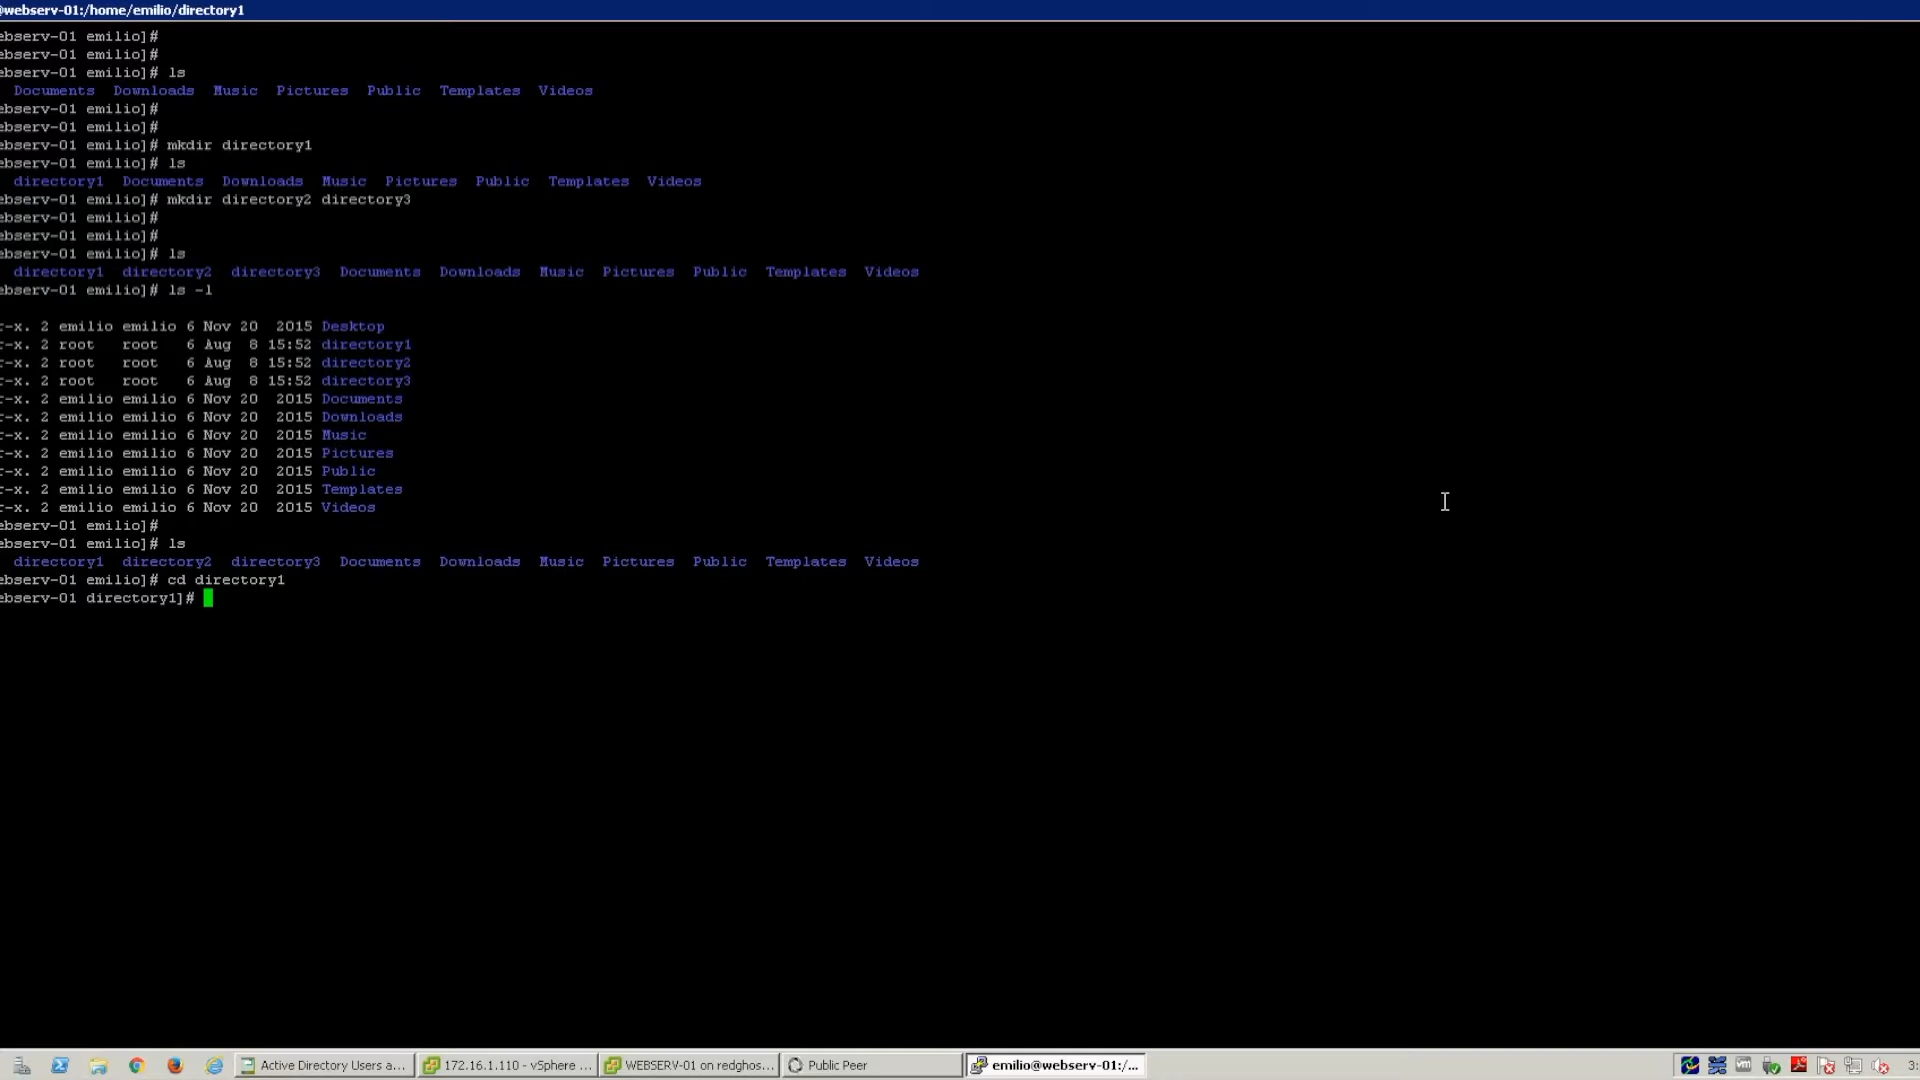 @webserv-01:/home/emilio/directory1
ebserv-01 emilio]#
ebserv-01 emilio]#
ebserv-01 emilio]# ls
Documents  Downloads  Music  Pictures  Public  Templates  Videos
ebserv-01 emilio]#
ebserv-01 emilio]#
ebserv-01 emilio]# mkdir directory1
ebserv-01 emilio]# ls
directory1  Documents  Downloads  Music  Pictures  Public  Templates  Videos
ebserv-01 emilio]# mkdir directory2 directory3
ebserv-01 emilio]#
ebserv-01 emilio]#
ebserv-01 emilio]# ls
directory1  directory2  directory3  Documents  Downloads  Music  Pictures  Public  Templates  Videos
ebserv-01 emilio]# ls -l
r-x. 2 emilio emilio 6 Nov 20  2015 Desktop
r-x. 2 root   root   6 Aug  8 15:52 directory1
r-x. 2 root   root   6 Aug  8 15:52 directory2
r-x. 2 root   root   6 Aug  8 15:52 directory3
r-x. 2 emilio emilio 6 Nov 20  2015 Documents
r-x. 2 emilio emilio 6 Nov 20  2015 Downloads
r-x. 2 emilio emilio 6 Nov 20  2015 Music
r-x. 2 emilio emilio 6 Nov 20  2015 Pictures
r-x. 2 emilio emilio 6 Nov 20  2015 Public
r-x. 2 emilio emilio 6 Nov 20  2015 Templates
r-x. 2 emilio emilio 6 Nov 20  2015 Videos
ebserv-01 emilio]#
ebserv-01 emilio]# ls
directory1  directory2  directory3  Documents  Downloads  Music  Pictures  Public  Templates  Videos
ebserv-01 emilio]# cd directory1
ebserv-01 directory1]#
Active Directory Users a... 172.16.1.110 - vSphere ... WEBSERV-01 on redghos... Public Peer emilio@webserv-01:/... vm 3: